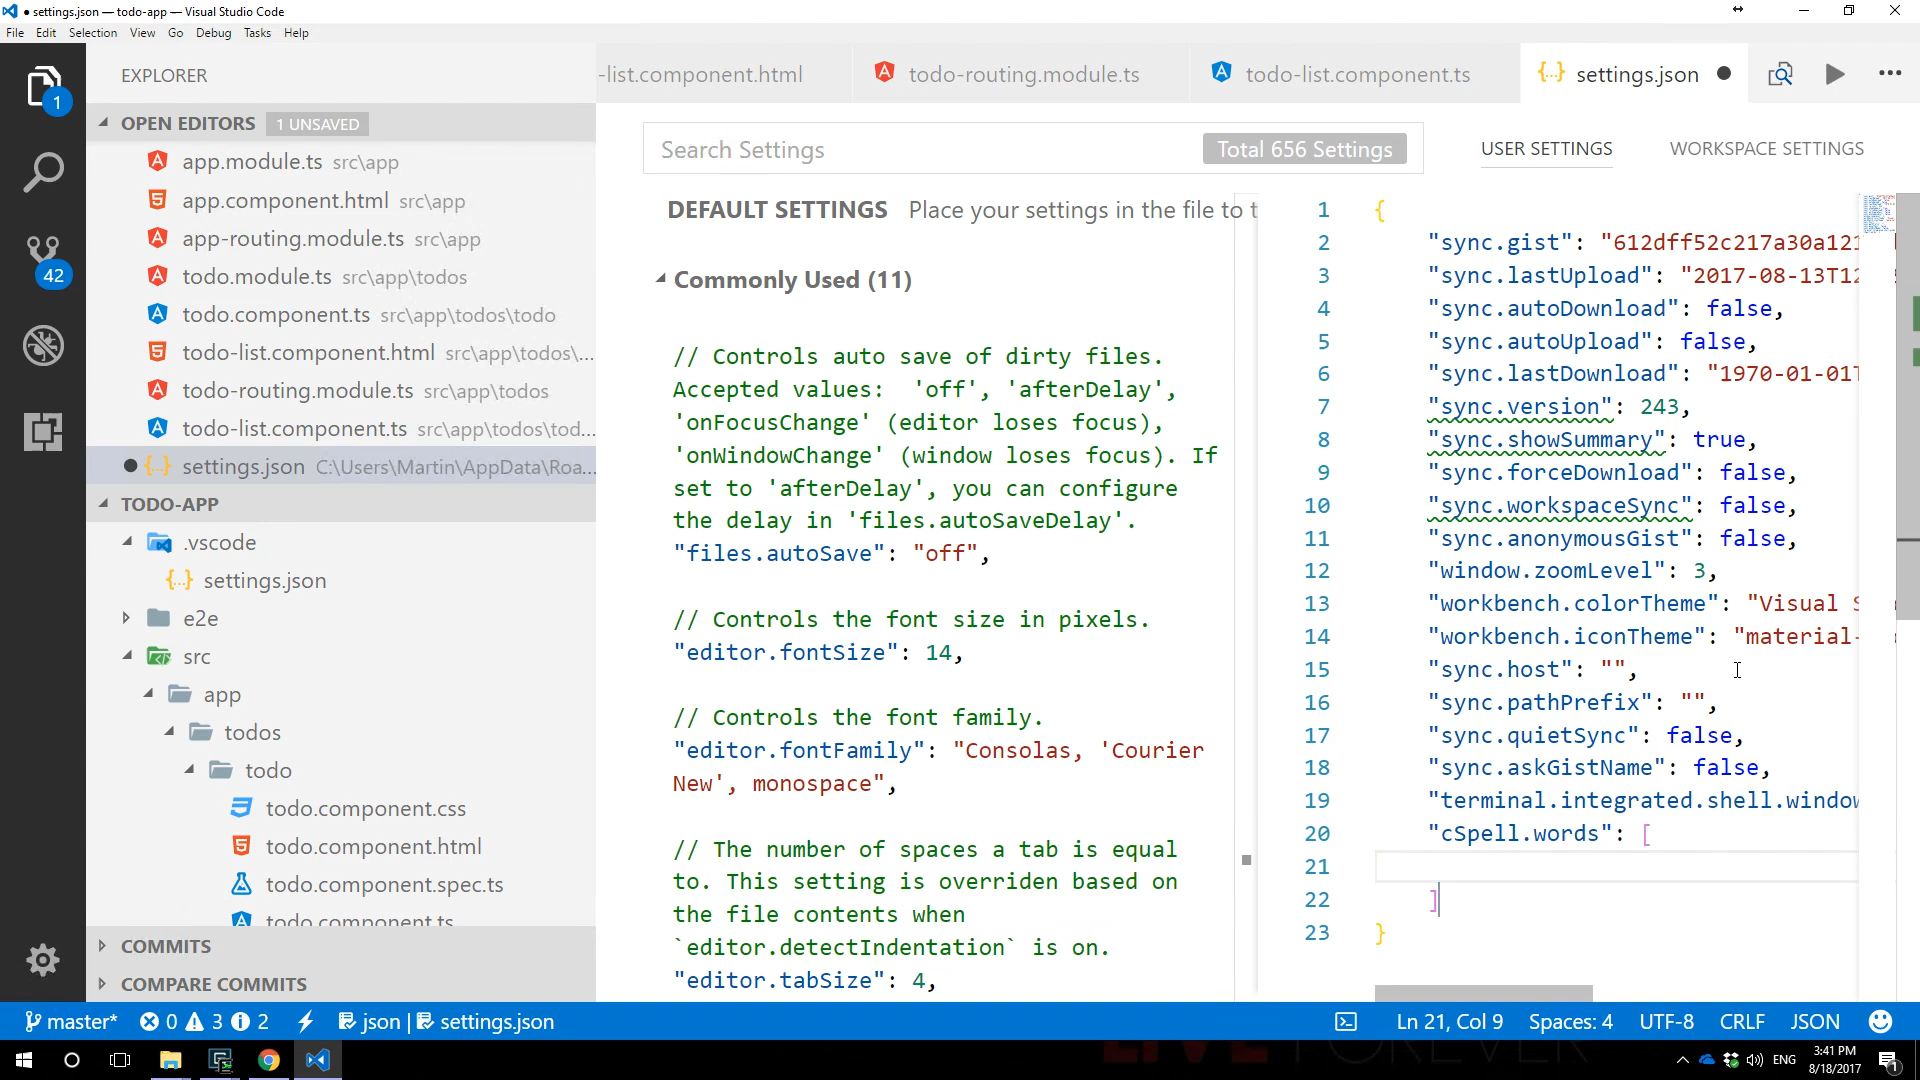 ● settings.json — todo-app — Visual Studio Code
File Edit Selection View Go Debug Tasks Help
EXPLORER
OPEN EDITORS 1 UNSAVED
app.module.ts src\app
app.component.html src\app
app-routing.module.ts src\app
todo.module.ts src\app\todos
todo.component.ts src\app\todos\todo
todo-list.component.html src\app\todos\...
todo-routing.module.ts src\app\todos
todo-list.component.ts src\app\todos\tod...
● {..} settings.json C:\Users\Martin\AppData\Roa...
TODO-APP
.vscode
{..} settings.json
e2e
src
app
todos
todo
todo.component.css
todo.component.html
todo.component.spec.ts
todo.component.ts
COMMITS
COMPARE COMMITS
1
42
-list.component.html
todo-routing.module.ts
todo-list.component.ts
{..} settings.json ●
Search Settings Total 656 Settings
USER SETTINGS WORKSPACE SETTINGS
DEFAULT SETTINGS Place your settings in the file to t
Commonly Used (11)
// Controls auto save of dirty files.
Accepted values:  'off', 'afterDelay',
'onFocusChange' (editor loses focus),
'onWindowChange' (window loses focus). If
set to 'afterDelay', you can configure
the delay in 'files.autoSaveDelay'.
"files.autoSave": "off",
// Controls the font size in pixels.
"editor.fontSize": 14,
// Controls the font family.
"editor.fontFamily": "Consolas, 'Courier
New', monospace",
// The number of spaces a tab is equal
to. This setting is overriden based on
the file contents when
`editor.detectIndentation` is on.
"editor.tabSize": 4,
1 {
2 "sync.gist": "612dff52c217a30a121
3 "sync.lastUpload": "2017-08-13T12
4 "sync.autoDownload": false,
5 "sync.autoUpload": false,
6 "sync.lastDownload": "1970-01-01T
7 "sync.version": 243,
8 "sync.showSummary": true,
9 "sync.forceDownload": false,
10 "sync.workspaceSync": false,
11 "sync.anonymousGist": false,
12 "window.zoomLevel": 3,
13 "workbench.colorTheme": "Visual S
14 "workbench.iconTheme": "material-
15 "sync.host": "",
16 "sync.pathPrefix": "",
17 "sync.quietSync": false,
18 "sync.askGistName": false,
19 "terminal.integrated.shell.window
20 "cSpell.words": [
21
22 ]
23 }
master* 0 3 2 json | settings.json Ln 21, Col 9 Spaces: 4 UTF-8 CRLF JSON
ENG
3:41 PM
8/18/2017
1